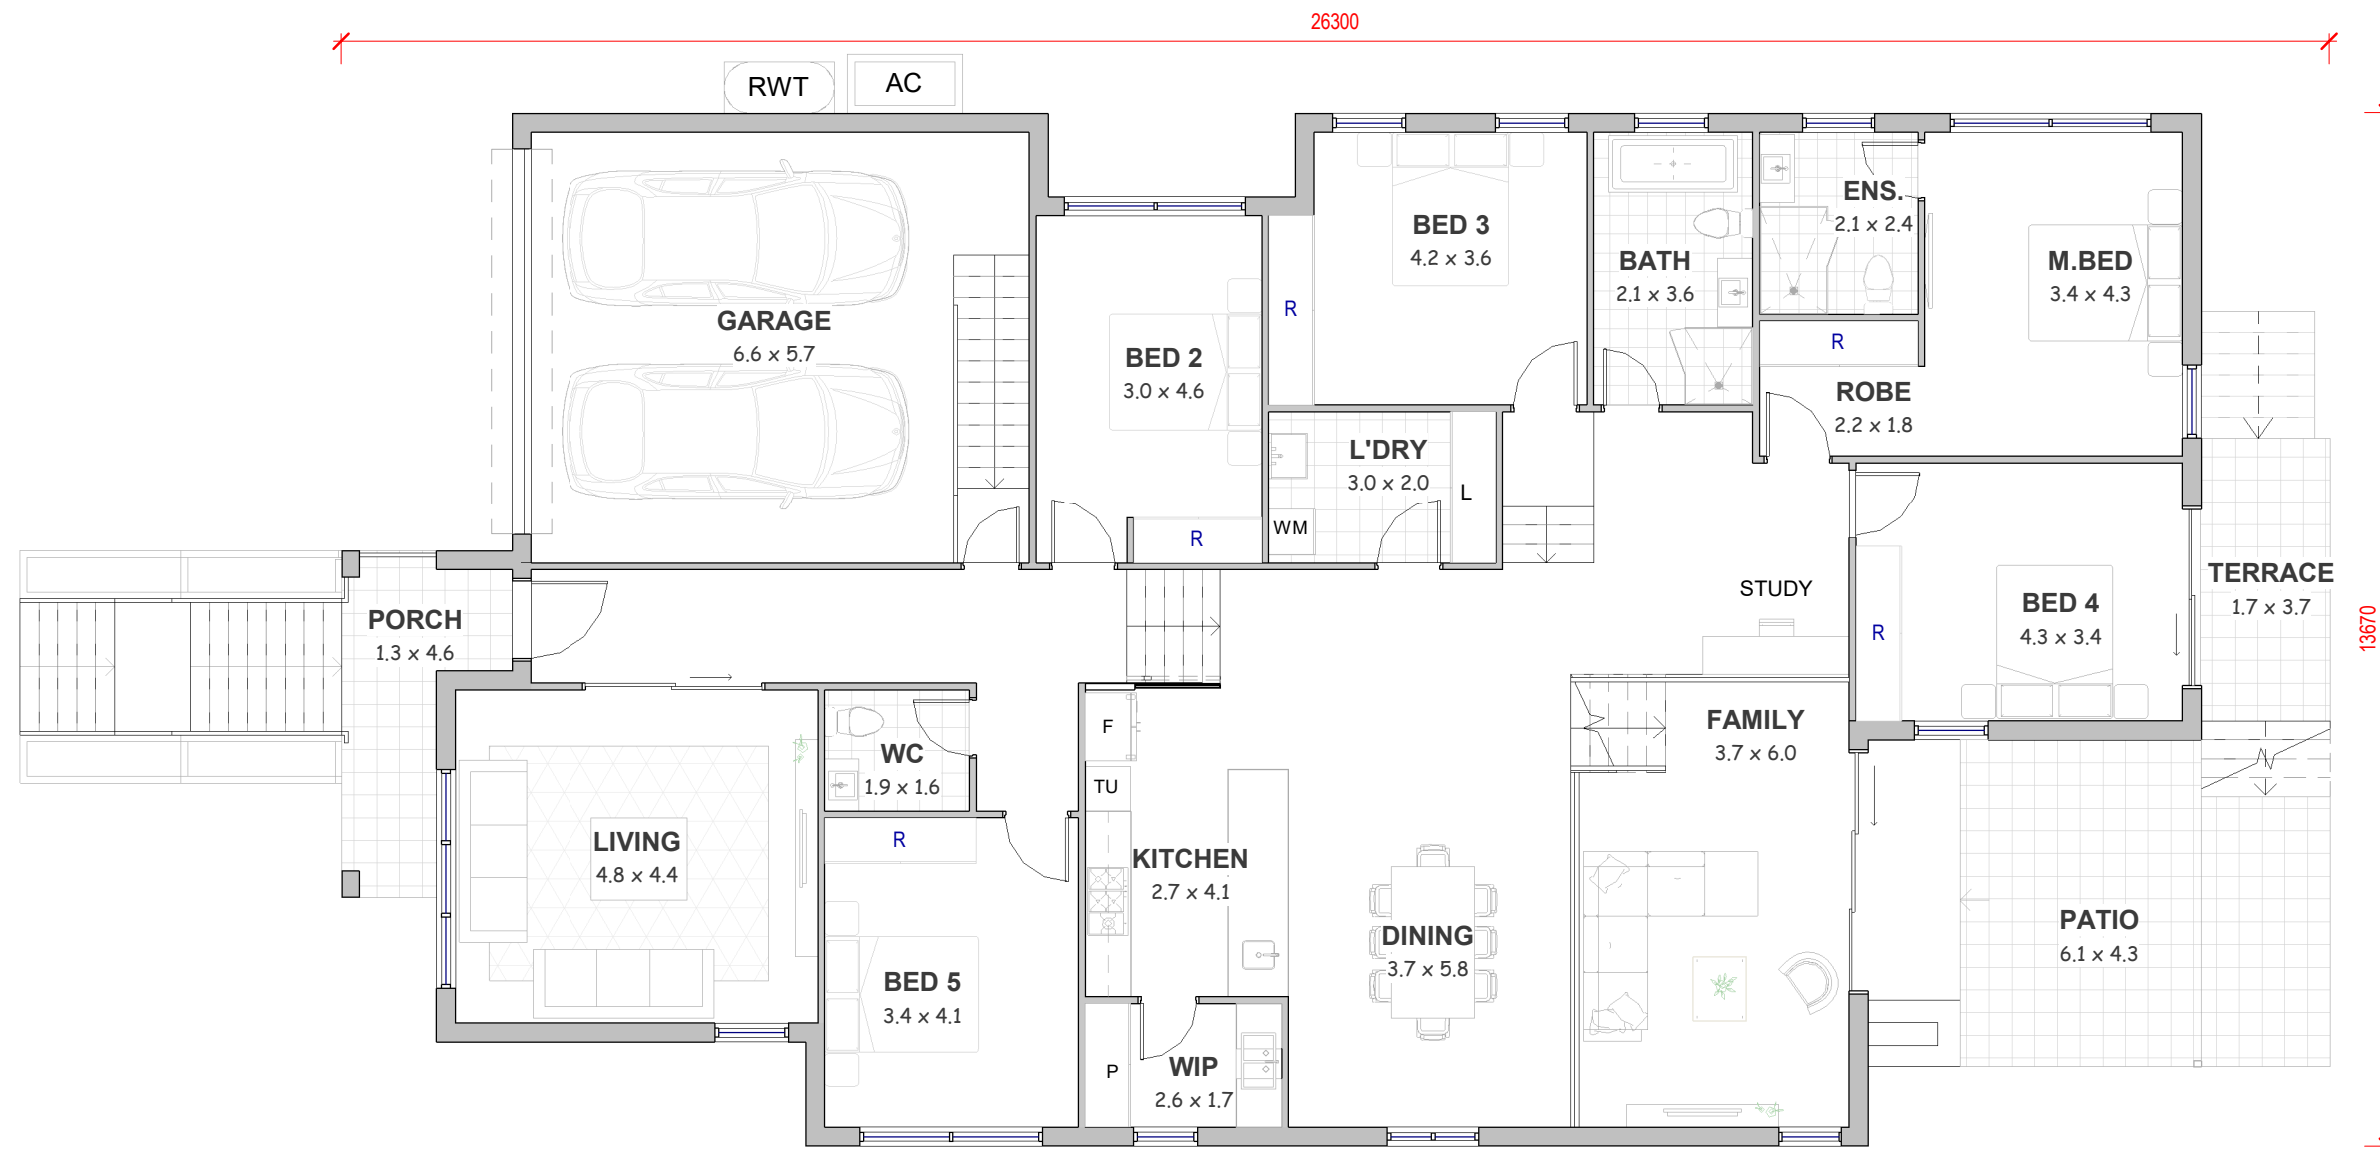 26300
RWT
AC
GARAGE
6.6 x 5.7
BED 2
3.0 x 4.6
R
BED 3
4.2 x 3.6
R
BATH
2.1 x 3.6
ENS.
2.1 x 2.4
M.BED
3.4 x 4.3
R
ROBE
2.2 x 1.8
L'DRY
3.0 x 2.0
L
WM
STUDY
TERRACE
1.7 x 3.7
13670
BED 4
4.3 x 3.4
R
PORCH
1.3 x 4.6
WC
1.9 x 1.6
F
TU
FAMILY
3.7 x 6.0
LIVING
4.8 x 4.4
R
KITCHEN
2.7 x 4.1
DINING
3.7 x 5.8
PATIO
6.1 x 4.3
BED 5
3.4 x 4.1
P
WIP
2.6 x 1.7